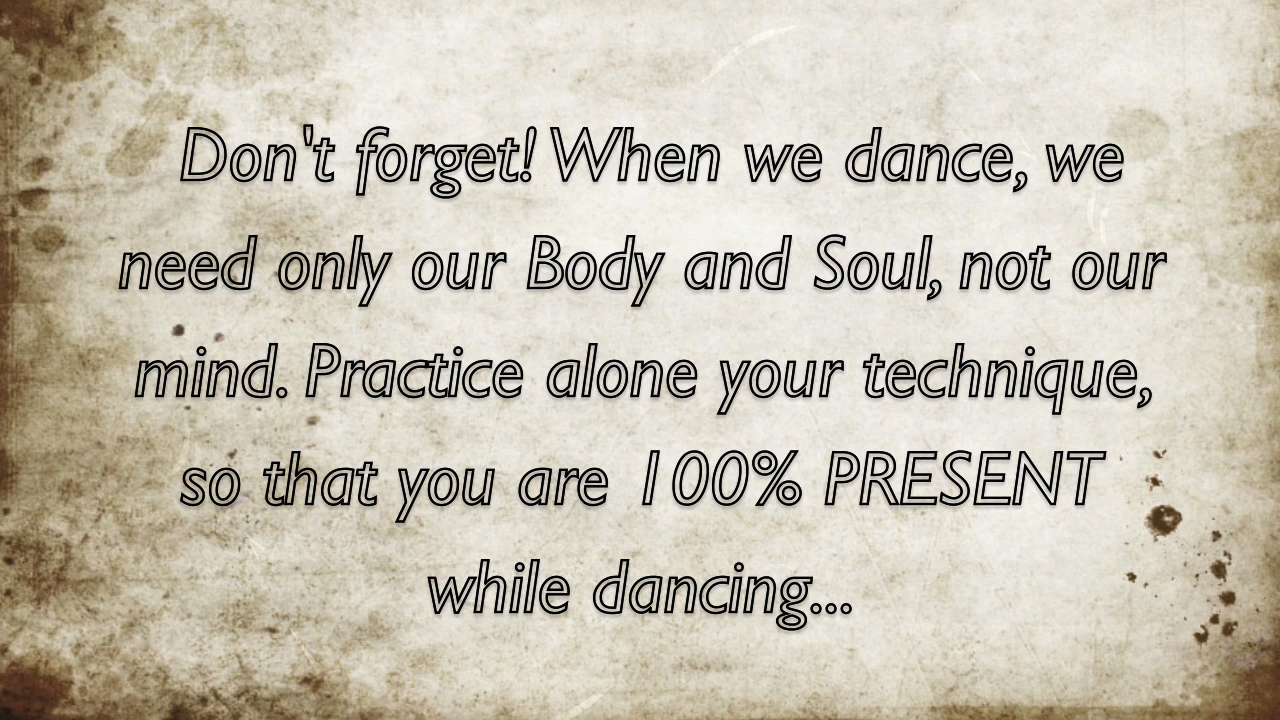 Don't forget! When we dance, we
need only our Body and Soul, not our
mind. Practice alone your technique,
so that you are 100% PRESENT
while dancing...